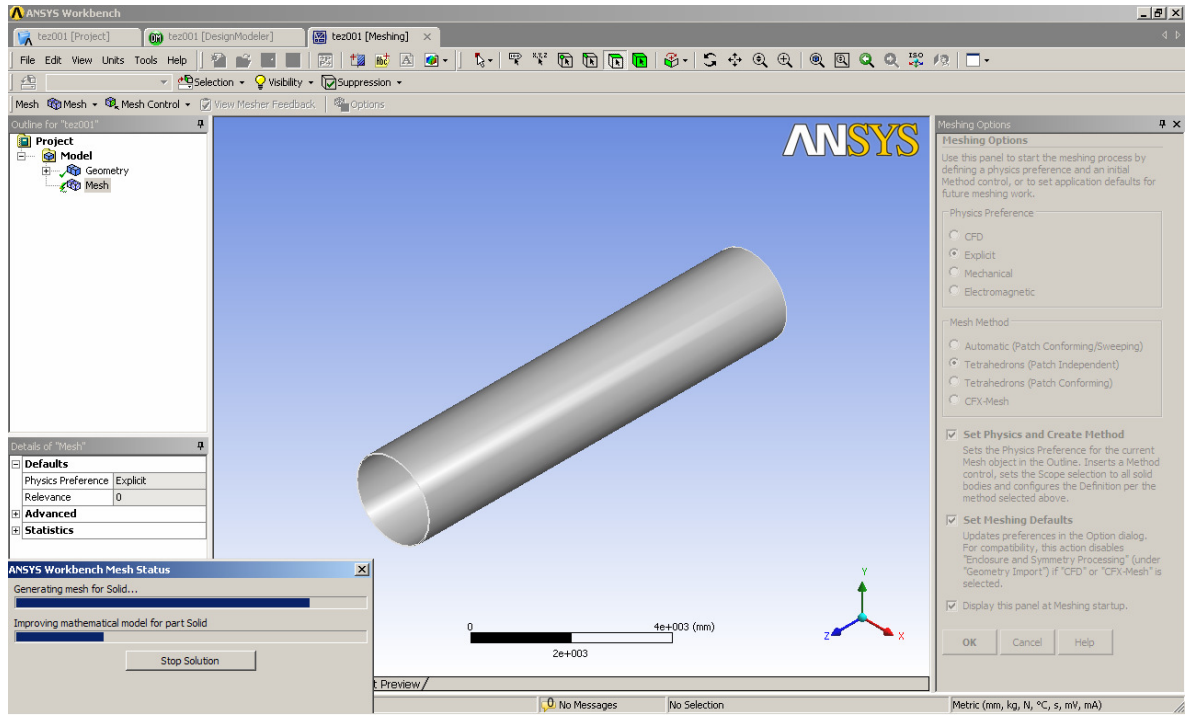 ANSYS Workbench
tez001 [Project]
tez001 [DesignModeler]
tez001 [Meshing]
File Edit View Units Tools Help
Selection
Visibility
Suppression
Mesh
Mesh
Mesh Control
View Mesher Feedback
Options
Outline for "tez001"
Project
Model
Geometry
Mesh
Details of "Mesh"
Defaults
Physics Preference Explicit
Relevance 0
Advanced
Statistics
ANSYS Workbench Mesh Status
Generating mesh for Solid...
Improving mathematical model for part Solid
Stop Solution
ANSYS
Y
Z X
0 4e+003 (mm)
2e+003
t Preview
0 No Messages
No Selection
Metric (mm, kg, N, °C, s, mV, mA)
Meshing Options
Meshing Options
Use this panel to start the meshing process by
defining a physics preference and an initial
Method control, or to set application defaults for
future meshing work.
Physics Preference
CFD
Explicit
Mechanical
Electromagnetic
Mesh Method
Automatic (Patch Conforming/Sweeping)
Tetrahedrons (Patch Independent)
Tetrahedrons (Patch Conforming)
CFX-Mesh
Set Physics and Create Method
Sets the Physics Preference for the current
Mesh object in the Outline. Inserts a Method
control, sets the Scope selection to all solid
bodies and configures the Definition per the
method selected above.
Set Meshing Defaults
Updates preferences in the Option dialog.
For compatibility, this action disables
"Enclosure and Symmetry Processing" (under
"Geometry Import") if "CFD" or "CFX-Mesh" is
selected.
Display this panel at Meshing startup.
OK Cancel Help